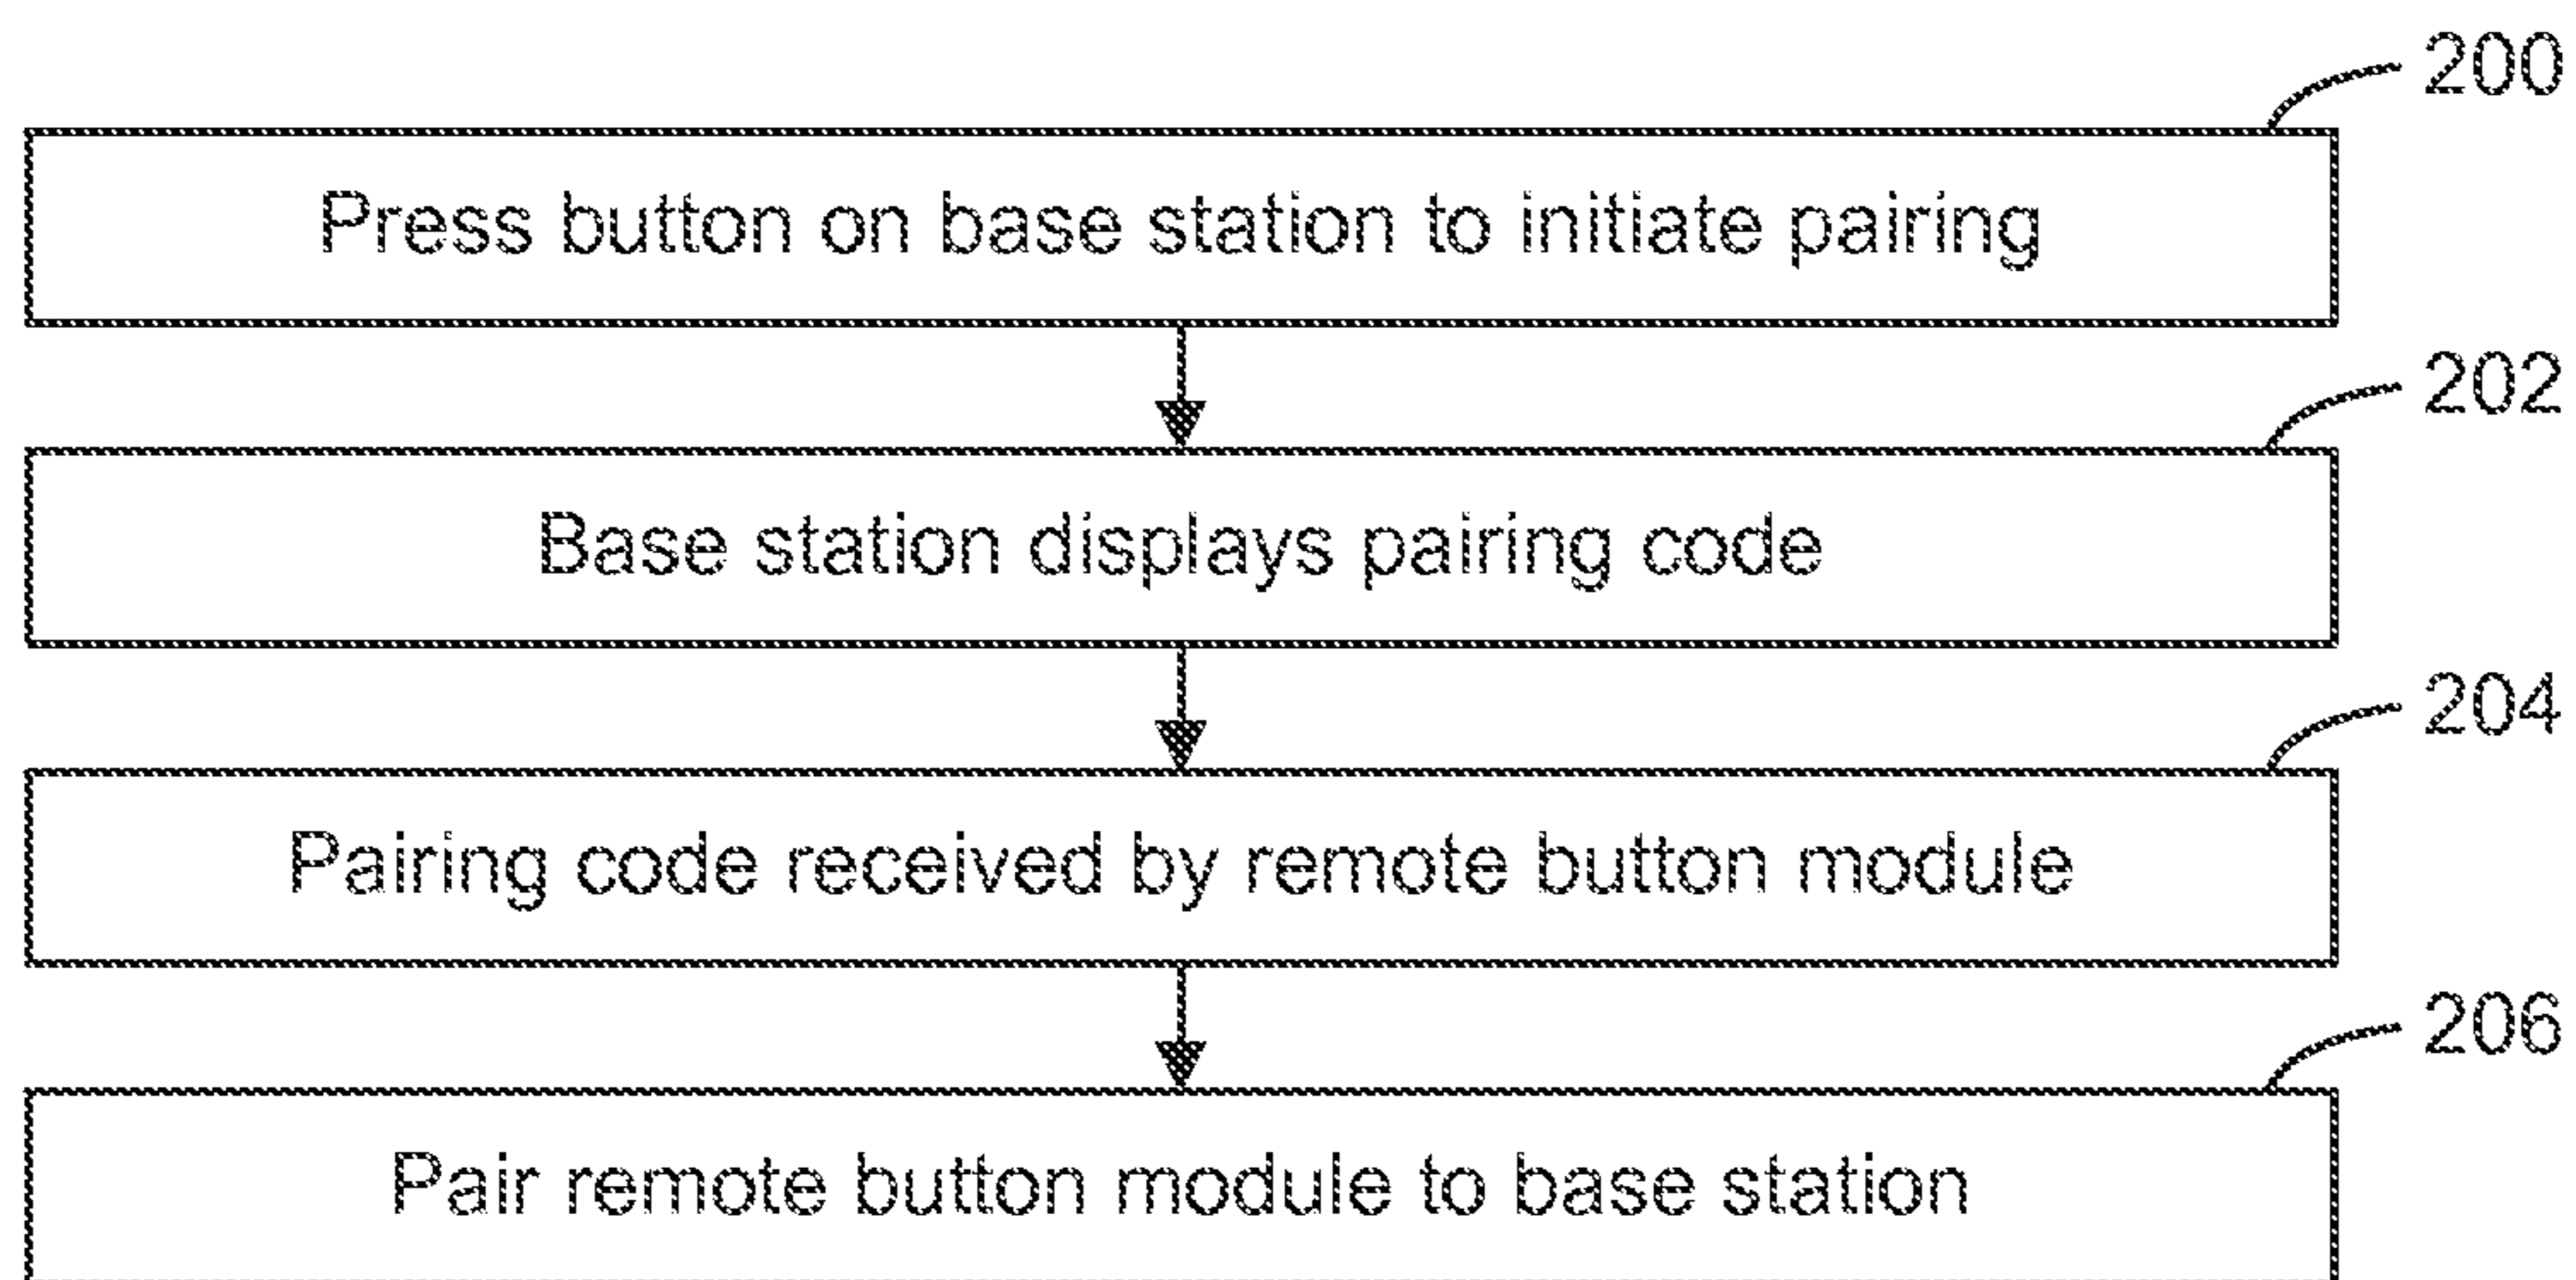 200
Press button on base station to initiate pairing
202
Base station displays pairing code
204
Pairing code received by remote button module
206
Pair remote button module to base station